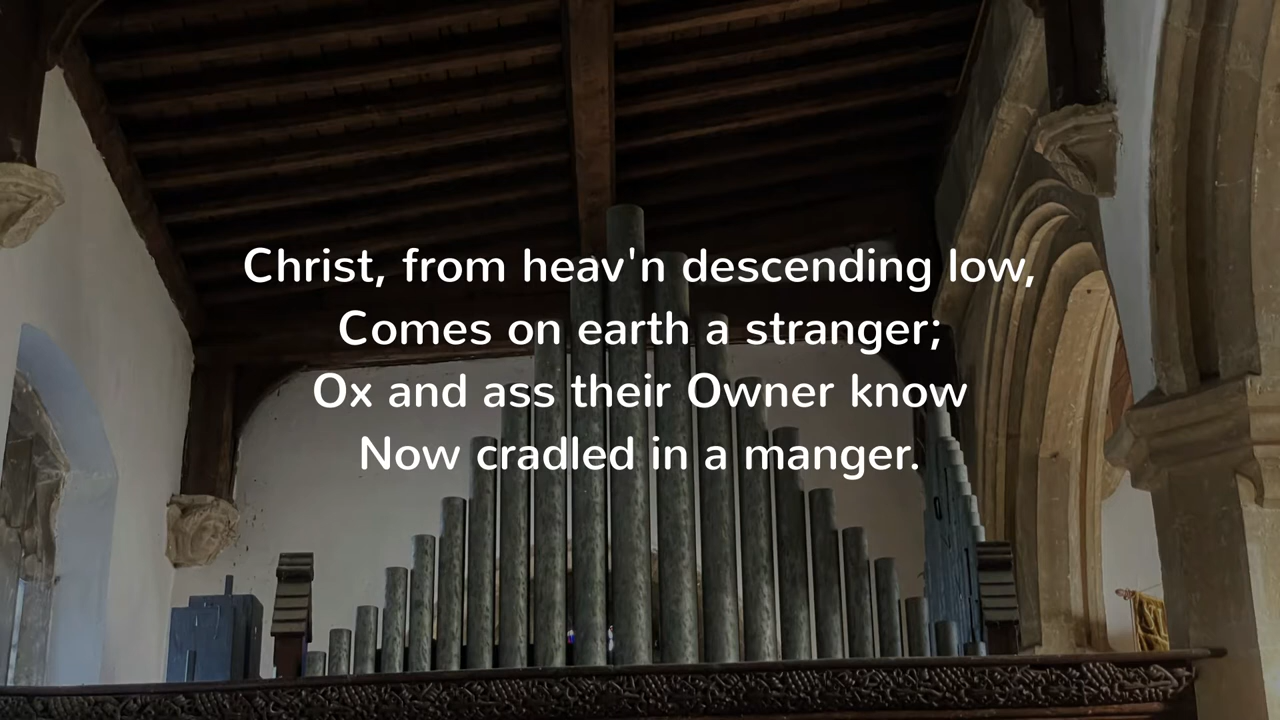 Christ, from heav'n descending low,
Comes on earth a stranger;
Ox and ass their Owner know
Now cradled in a manger.